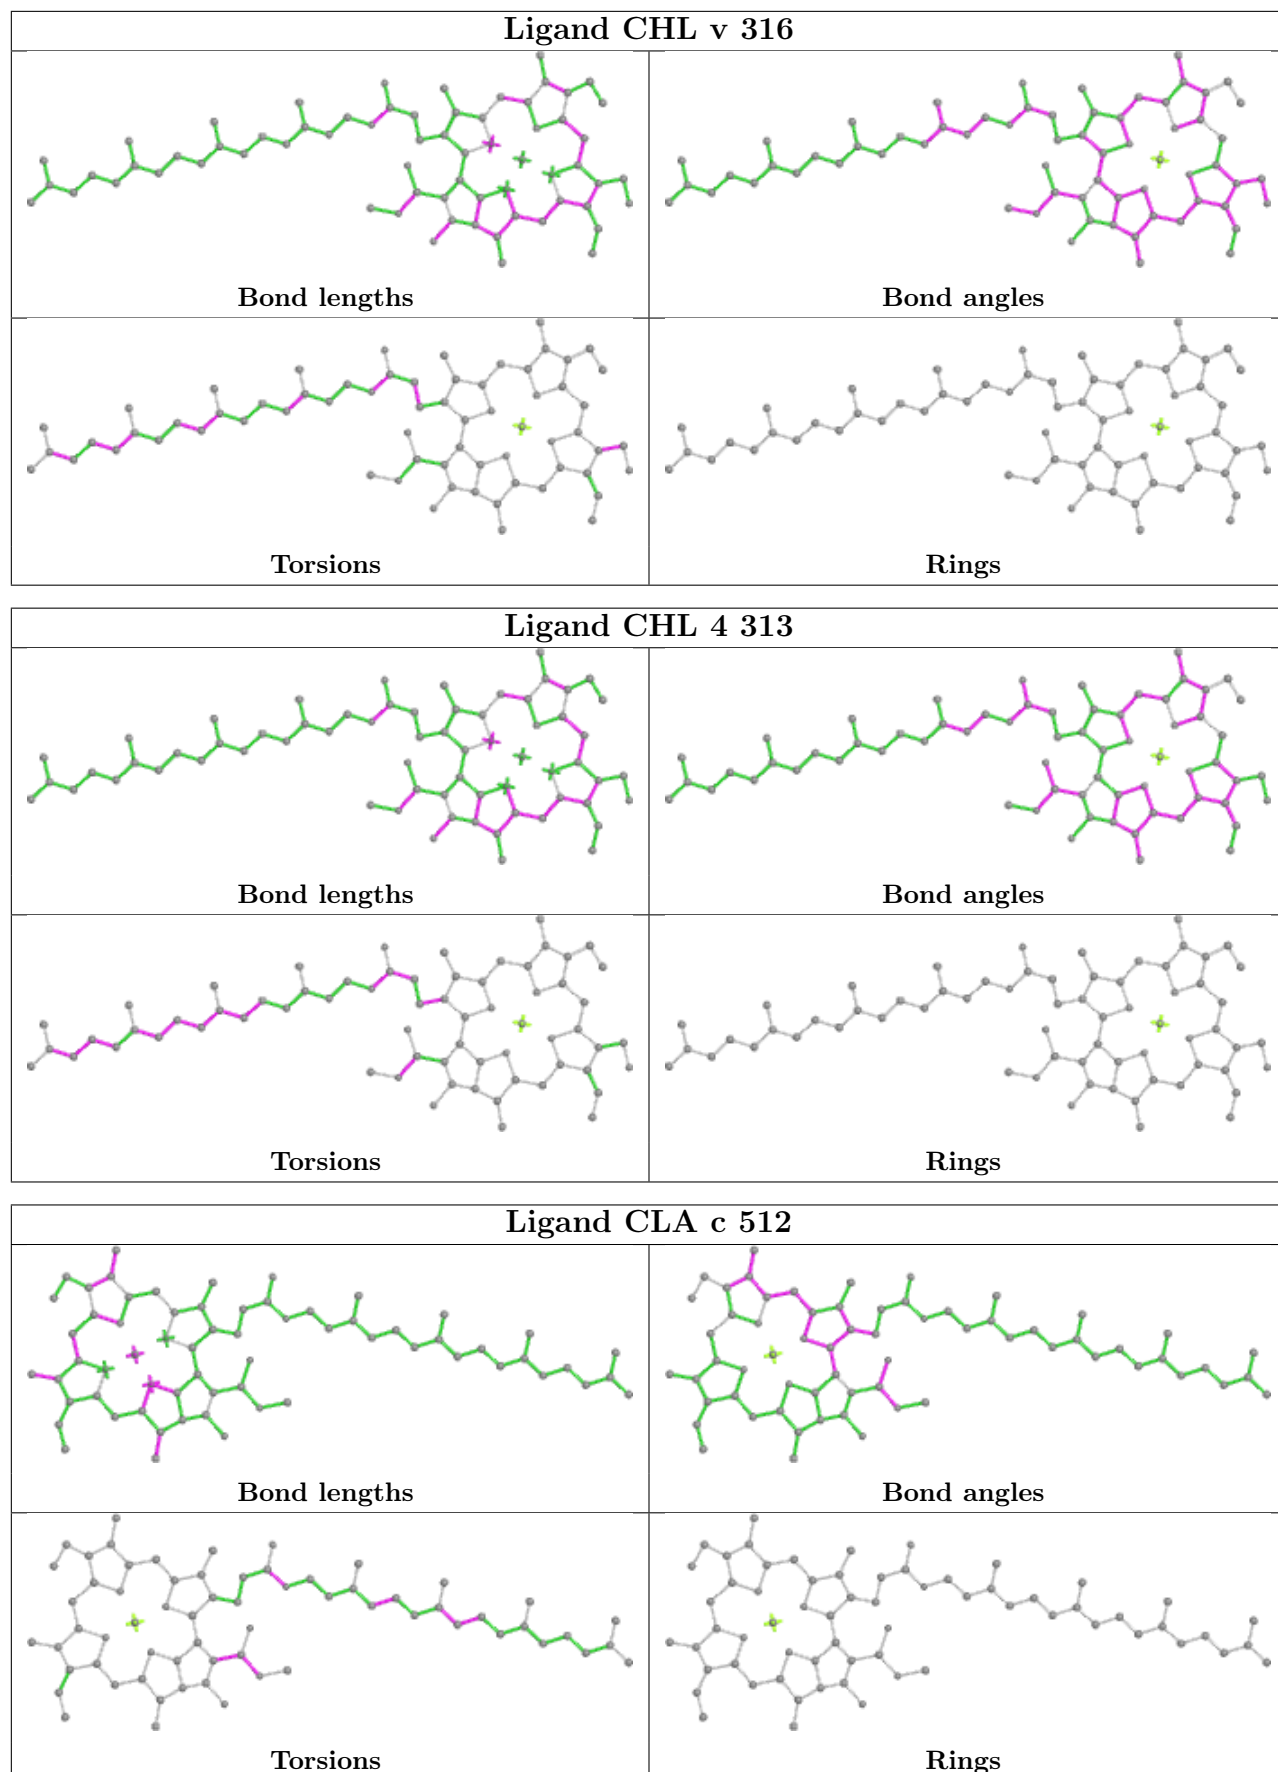 Ligand CHL v 316
Bond lengths
Bond angles
Torsions
Rings
Ligand CHL 4 313
Bond lengths
Bond angles
Torsions
Rings
Ligand CLA c 512
Bond lengths
Bond angles
Torsions
Rings